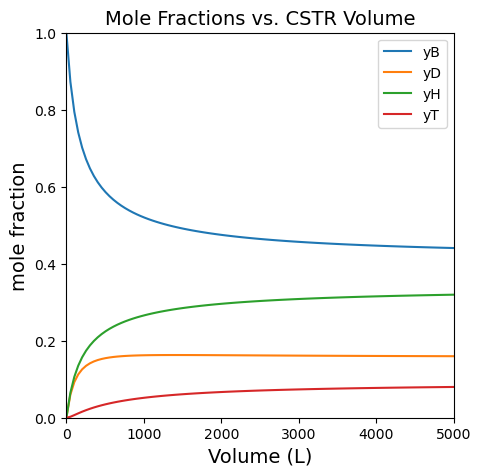 Mole Fractions vs. CSTR Volume
1.0
0.8
0.6
0.4
0.2
0.0
mole fraction
yB
yD
yH
yT
0 1000 2000 3000 4000 5000
Volume (L)